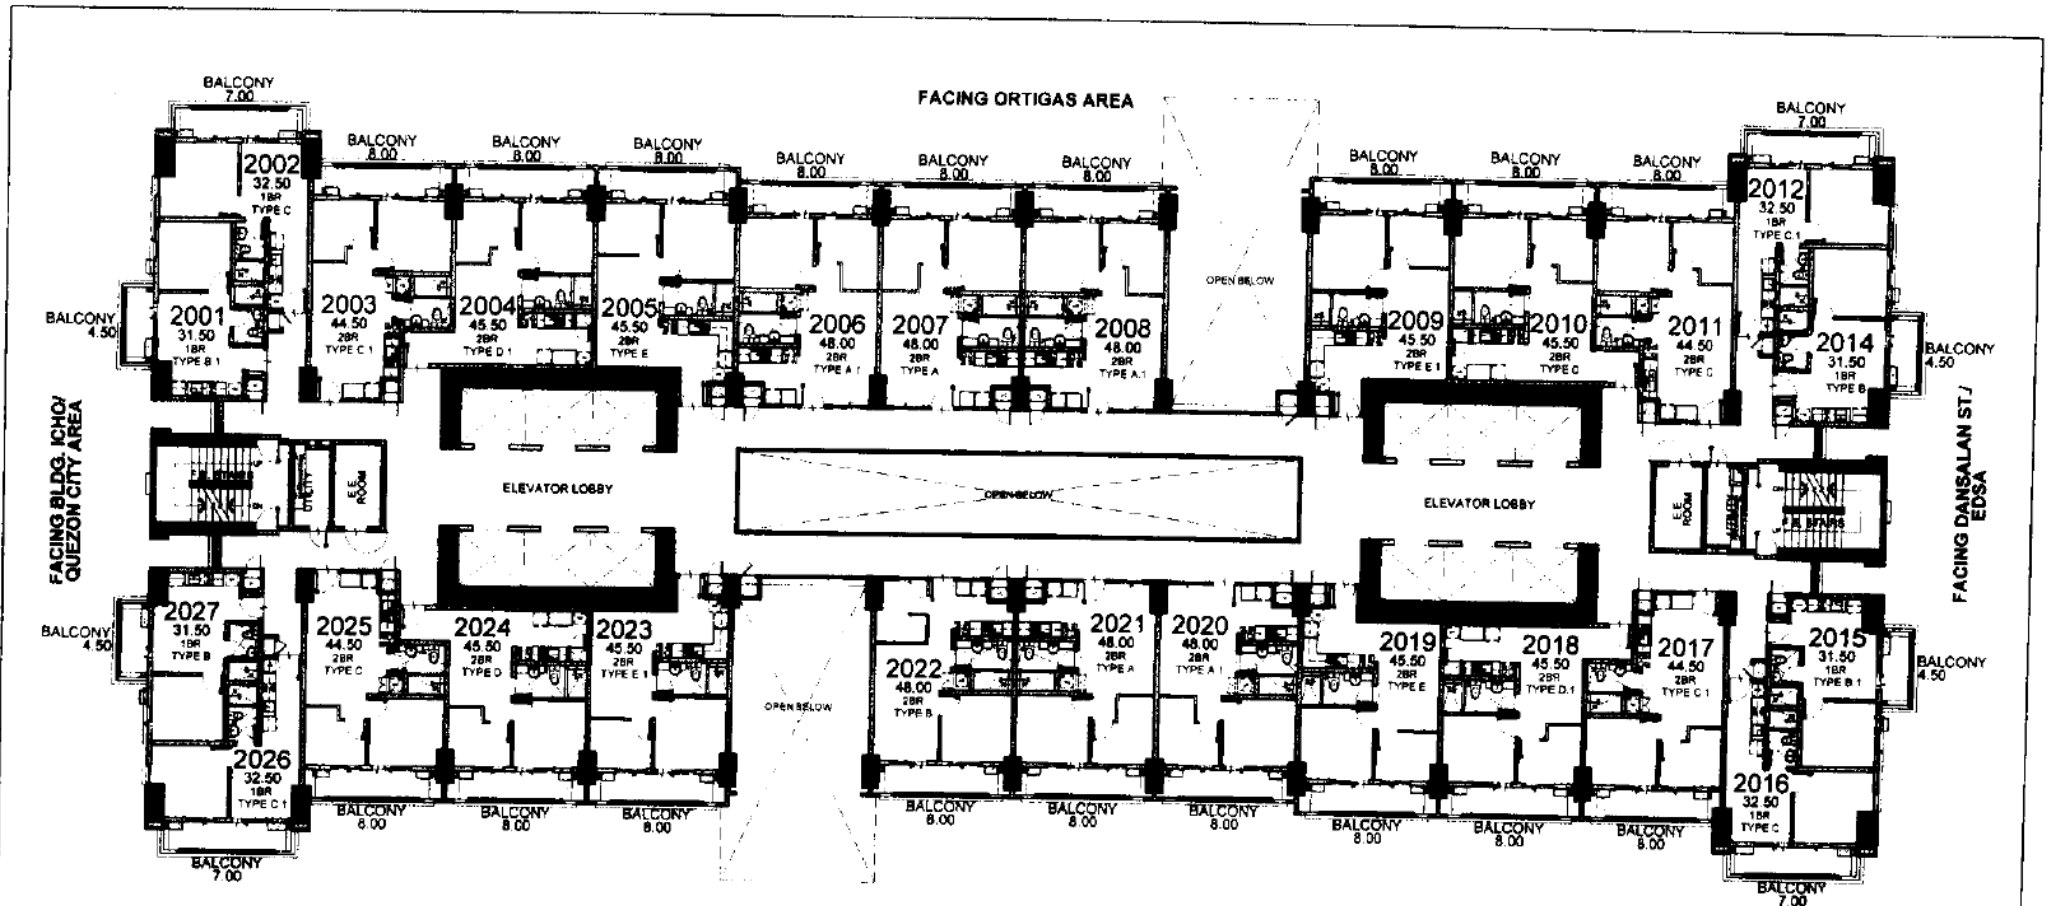 FACING ORTIGAS AREA
BALCONY
7.00
BALCONY
8.00
BALCONY
8.00
BALCONY
8.00
BALCONY
8.00
BALCONY
8.00
BALCONY
8.00
BALCONY
8.00
BALCONY
8.00
BALCONY
8.00
BALCONY
7.00
2002
32.50
1BR
TYPE C
2012
32.50
1BR
TYPE C.1
BALCONY
4.50
2001
31.50
1BR
TYPE B 1
2003
44.50
2BR
TYPE C 1
2004
45.50
2BR
TYPE D 1
2005
45.50
2BR
TYPE E
2006
48.00
2BR
TYPE A 1
2007
48.00
2BR
TYPE A
2008
48.00
2BR
TYPE A.1
OPEN BELOW
2009
45.50
2BR
TYPE E 1
2010
45.50
2BR
2011
44.50
2BR
TYPE C
2014
31.50
1BR
TYPE B
BALCONY
4.50
FACING BLDG. ICHO/
QUEZON CITY AREA
UTILITY
E.E.
ROOM
ELEVATOR LOBBY
OPEN BELOW
ELEVATOR LOBBY
E.E.
ROOM
F.E. STAIRS
FACING DANSALAN ST./
EDSA
BALCONY
4.50
2027
31.50
1BR
TYPE B
2025
44.50
2BR
TYPE C
2024
45.50
2BR
TYPE D
2023
45.50
2BR
TYPE E 1
OPEN BELOW
2022
48.00
2BR
TYPE B
2021
48.00
2BR
TYPE A
2020
48.00
2BR
TYPE A 1
2019
45.50
2BR
TYPE E
2018
45.50
2BR
TYPE D.1
2017
44.50
2BR
TYPE C 1
2015
31.50
1BR
TYPE B 1
BALCONY
4.50
2026
32.50
1BR
TYPE C 1
2016
32.50
1BR
TYPE C
BALCONY
7.00
BALCONY
8.00
BALCONY
8.00
BALCONY
8.00
BALCONY
8.00
BALCONY
8.00
BALCONY
8.00
BALCONY
8.00
BALCONY
8.00
BALCONY
8.00
BALCONY
7.00